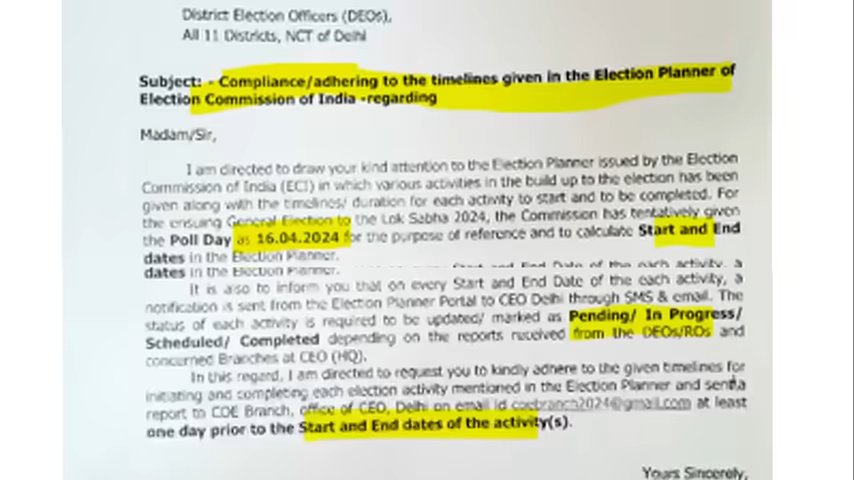 District Election Officers (DEOs),
All 11 Districts, NCT of Delhi
Subject: - Compliance/adhering to the timelines given in the Election Planner of
Election Commission of India -regarding
Madam/Sir,
I am directed to draw your kind attention to the Election Planner issued by the Election
Commission of India (ECI) in which various activities in the build up to the election has been
given along with the timelines/ duration for each activity to start and to be completed. For
the ensuing General Election to the Lok Sabha 2024, the Commission has tentatively given
the Poll Day as 16.04.2024 for the purpose of reference and to calculate Start and End
dates in the Election Planner.
dates in the Election Planner.
It is also to inform you that on every Start and End Date of the each activity, a
notification is sent from the Election Planner Portal to CEO Delhi through SMS & email. The
status of each activity is required to be updated/ marked as Pending/ In Progress/
Scheduled/ Completed depending on the reports received from the DEOs/ROs and
concerned Branches at CEO (HQ).
In this regard, I am directed to request you to kindly adhere to the given timelines for
initiating and completing each election activity mentioned in the Election Planner and send a
report to COE Branch, office of CEO, Delhi on email id coebranch2024@gmail.com at least
one day prior to the Start and End dates of the activity(s).
Yours Sincerely,